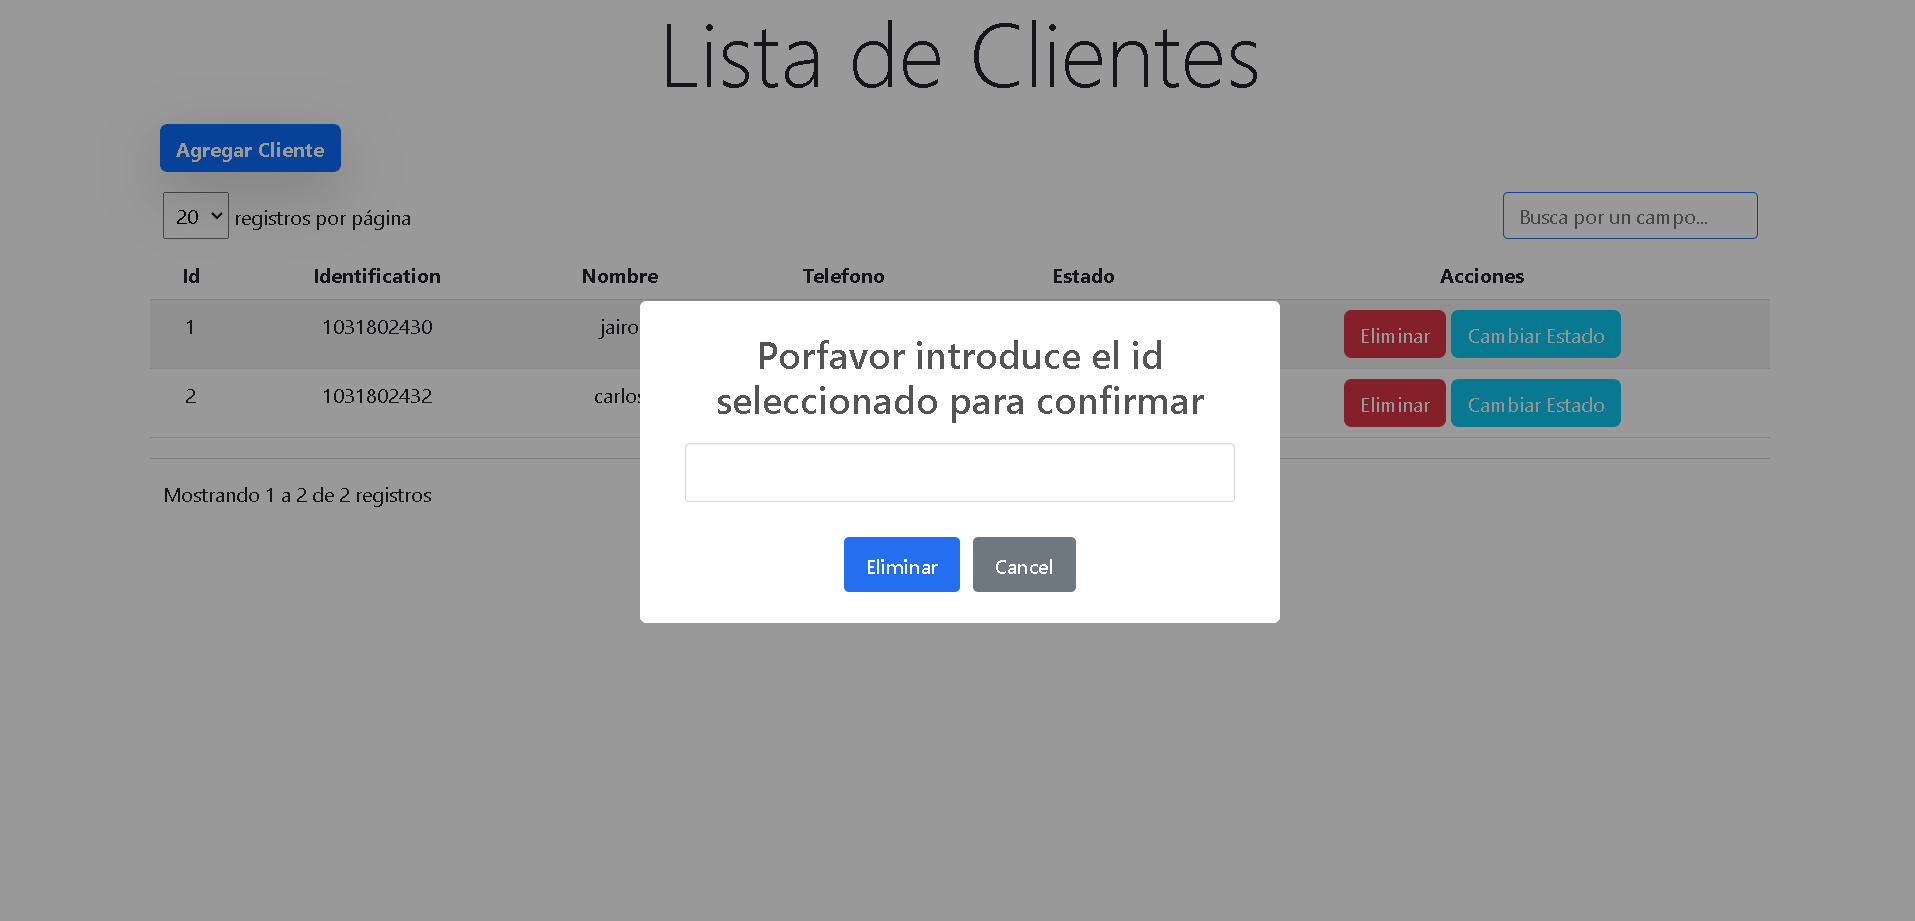 Lista de Clientes
Agregar Cliente
20 registros por página
Busca por un campo...
Id Identification Nombre Telefono Estado Acciones
1 1031802430 jairo Eliminar Cambiar Estado
2 1031802432 carlos Eliminar Cambiar Estado
Mostrando 1 a 2 de 2 registros
Porfavor introduce el id
seleccionado para confirmar
Eliminar Cancel